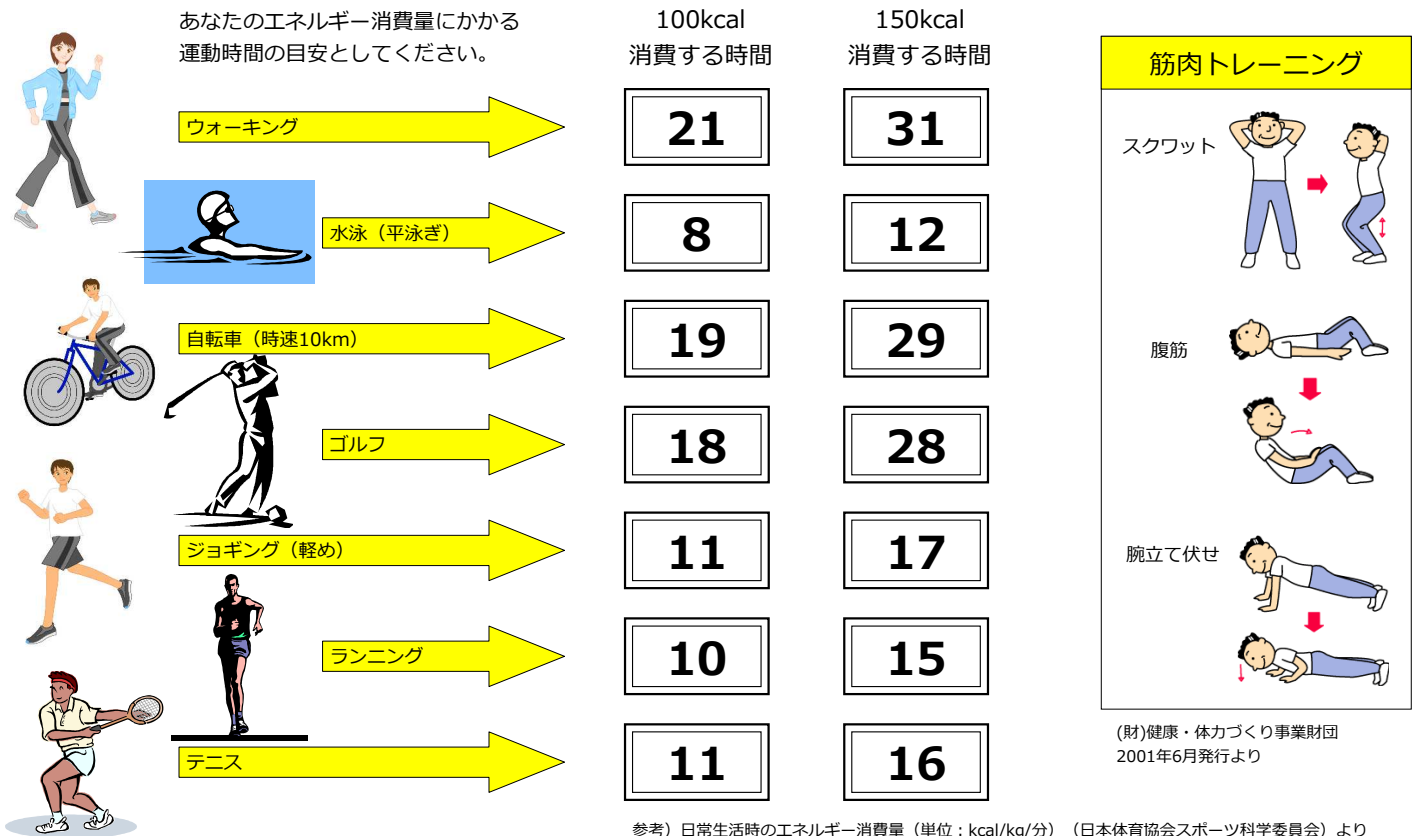 あなたのエネルギー消費量にかかる
運動時間の目安としてください。
100kcal
消費する時間
150kcal
消費する時間
ウォーキング
21
31
水泳（平泳ぎ）
8
12
自転車（時速10km）
19
29
ゴルフ
18
28
ジョギング（軽め）
11
17
ランニング
10
15
テニス
11
16
筋肉トレーニング
スクワット
腹筋
腕立て伏せ
(財)健康・体力づくり事業財団
2001年6月発行より
参考）日常生活時のエネルギー消費量（単位：kcal/kg/分）（日本体育協会スポーツ科学委員会）より